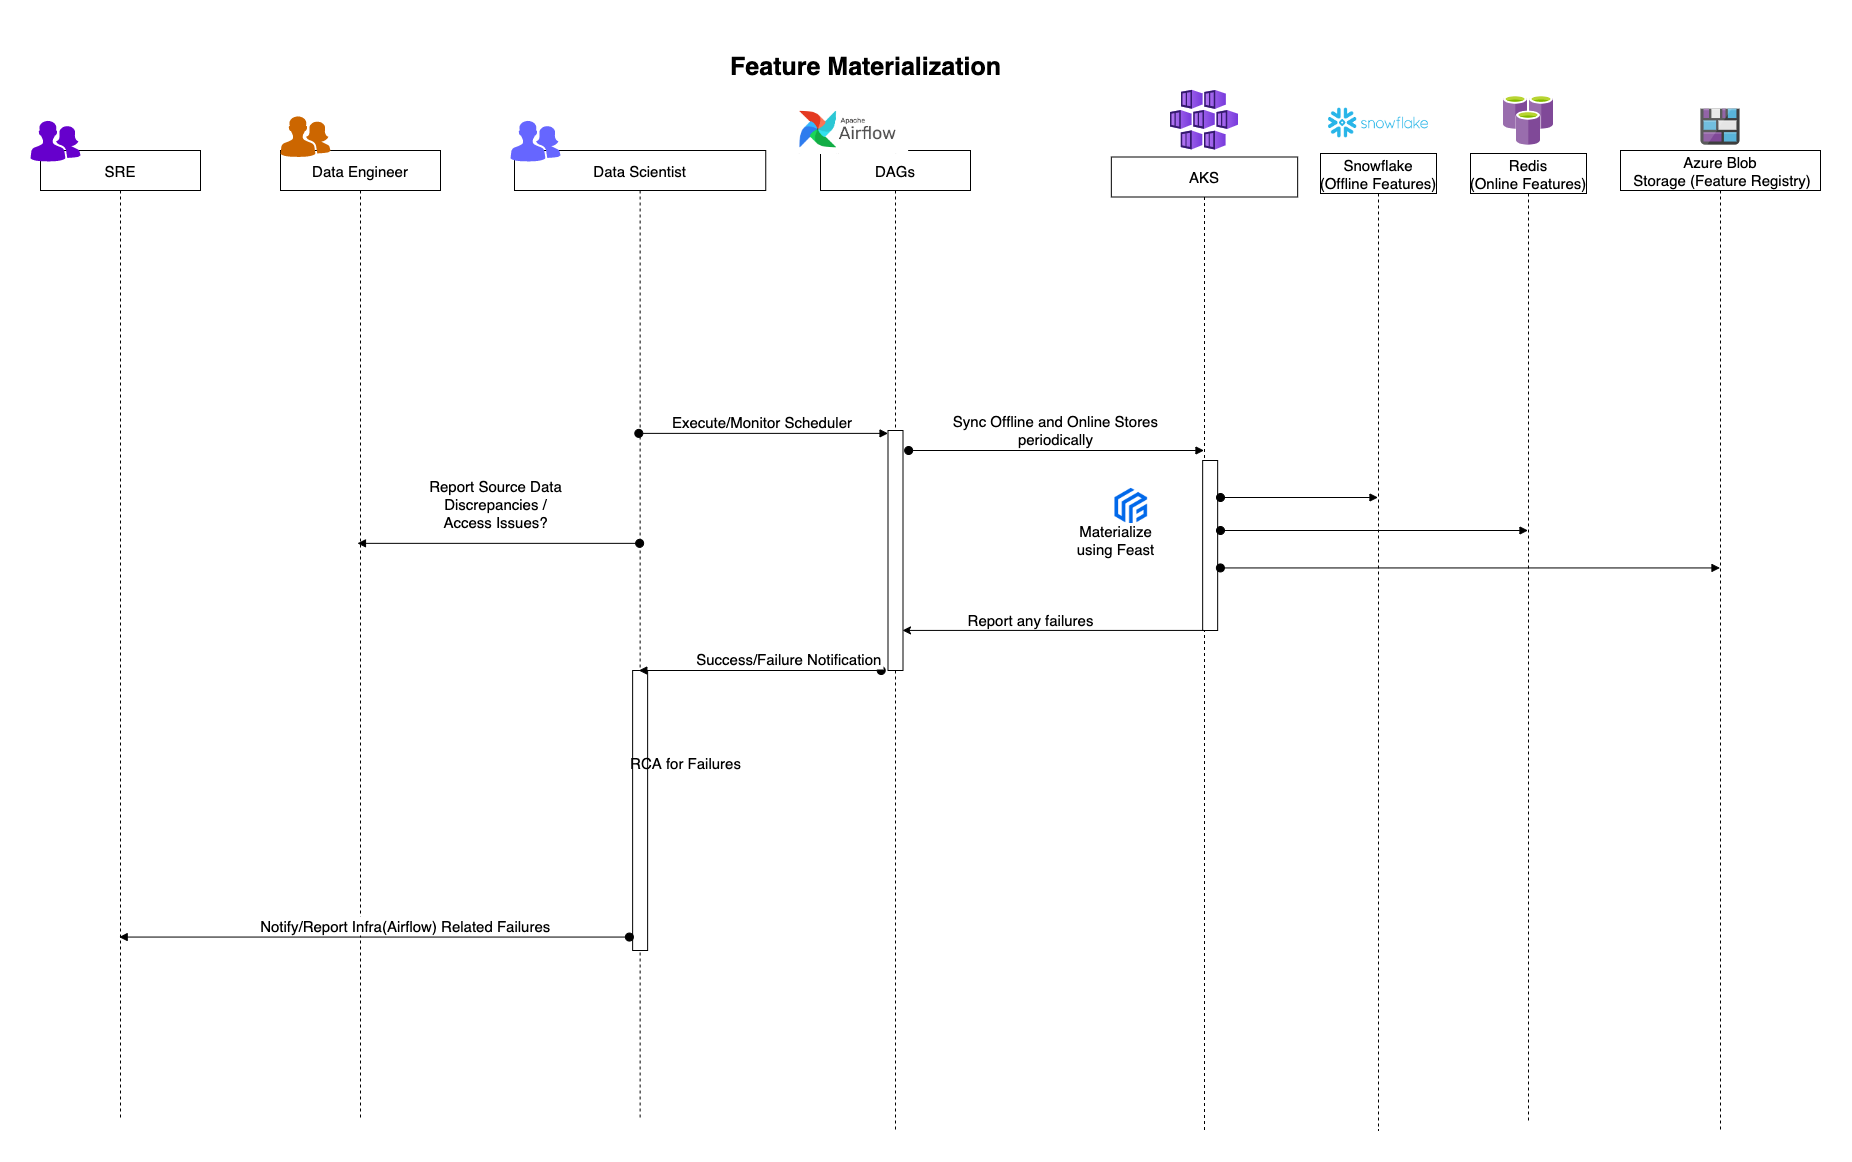 Feature Materialization
Apache
Airflow
snowflake
SRE
Data Engineer
Data Scientist
DAGs
AKS
Snowflake
(Offline Features)
Redis
(Online Features)
Azure Blob
Storage (Feature Registry)
Execute/Monitor Scheduler
Sync Offline and Online Stores
periodically
Report Source Data
Discrepancies /
Access Issues?
Materialize
using Feast
Report any failures
Success/Failure Notification
RCA for Failures
Notify/Report Infra(Airflow) Related Failures